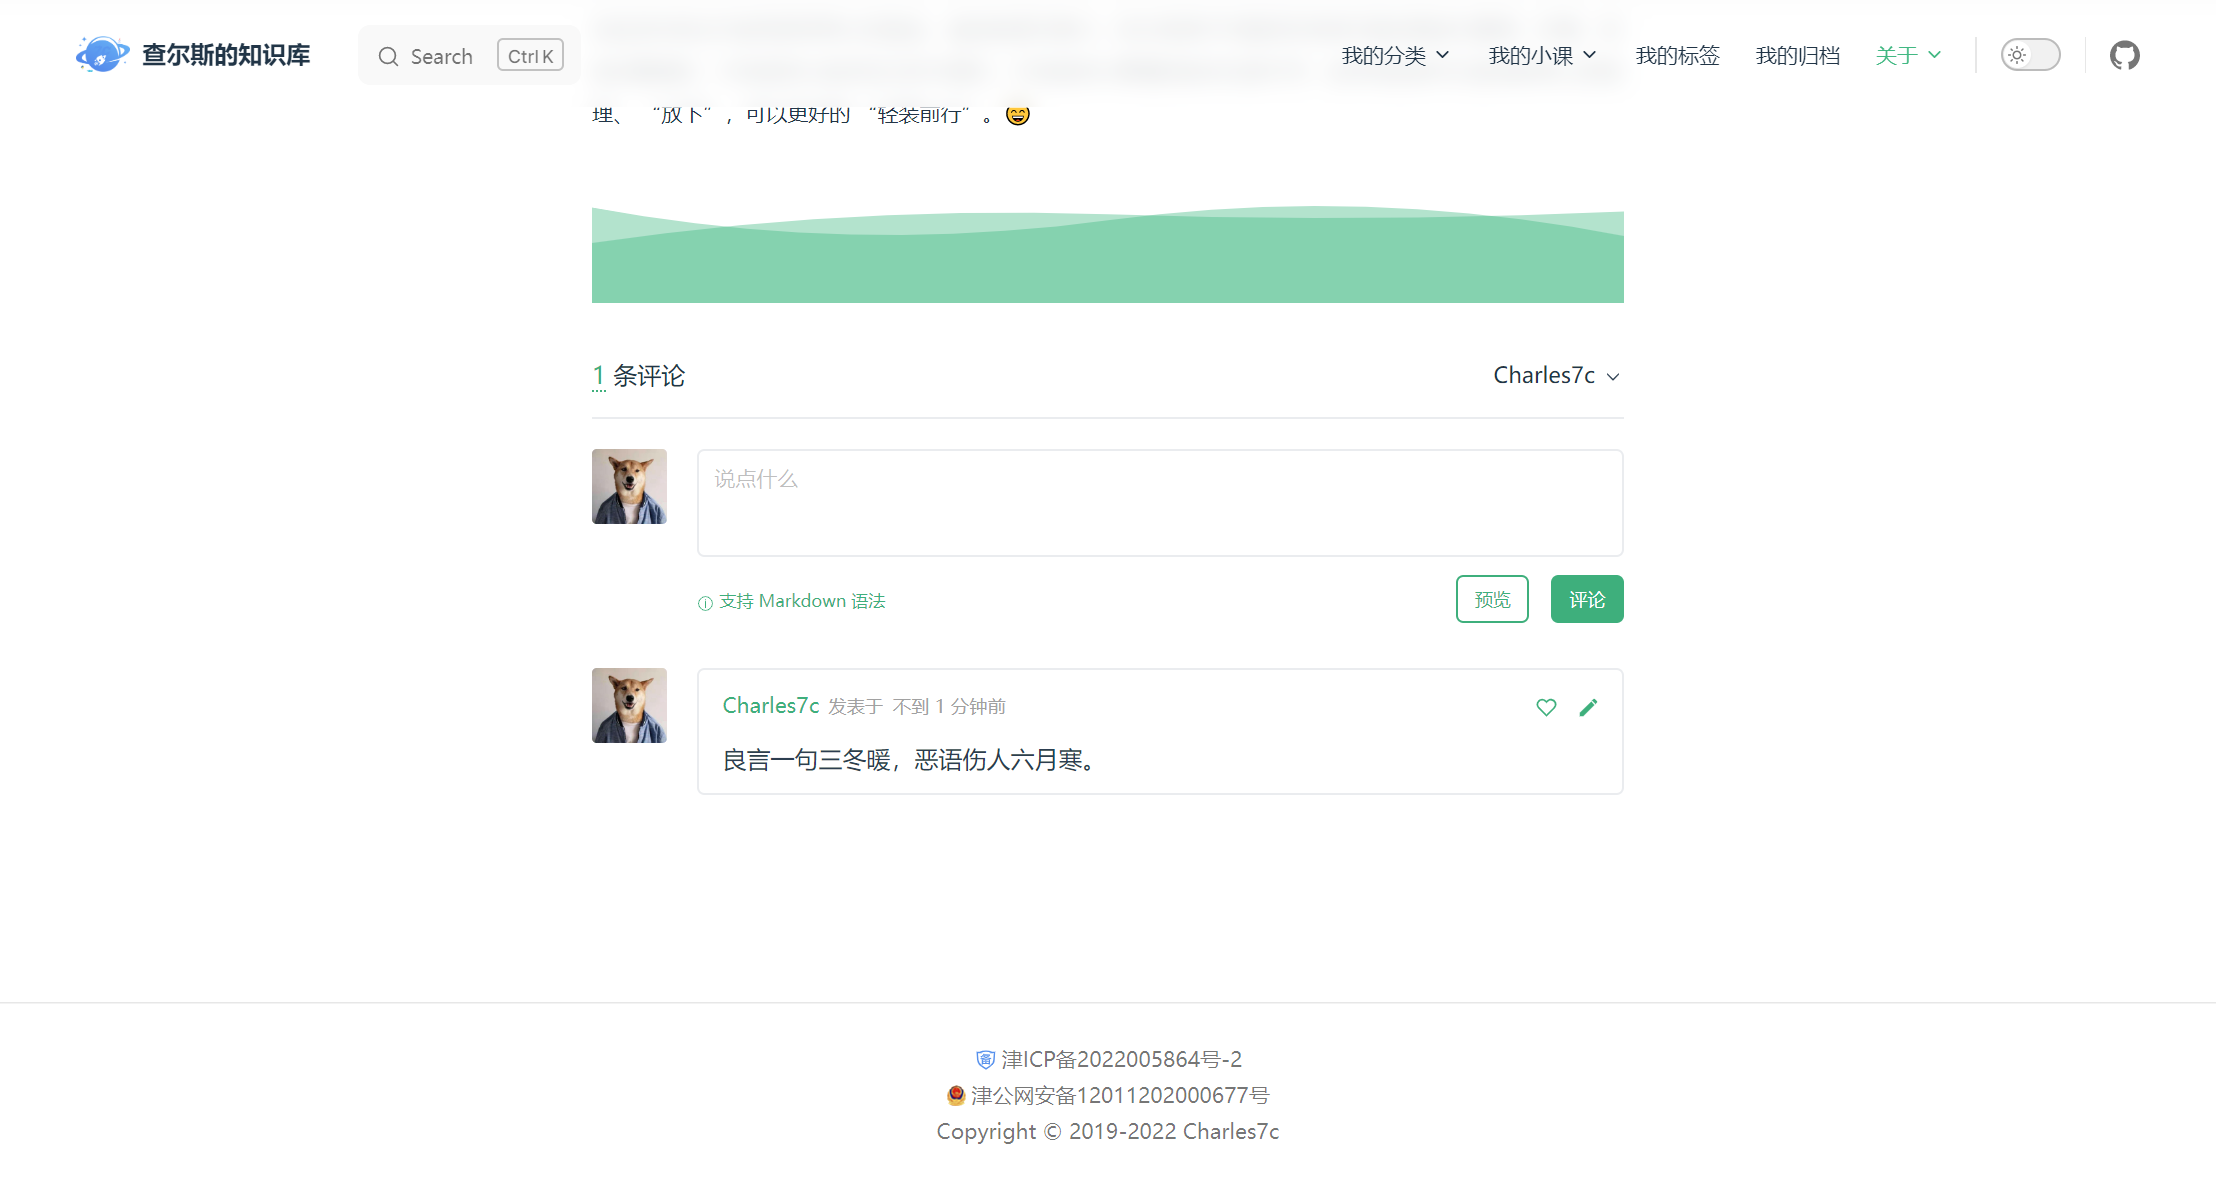 查尔斯的知识库 Search Ctrl K 我的分类 我的小课 我的标签 我的归档 关于
理、 “放下”，可以更好的 “轻装前行”。😄
1 条评论 Charles7c
说点什么
支持 Markdown 语法 预览 评论
Charles7c 发表于 不到 1 分钟前
良言一句三冬暖，恶语伤人六月寒。
津ICP备2022005864号-2
津公网安备12011202000677号
Copyright © 2019-2022 Charles7c